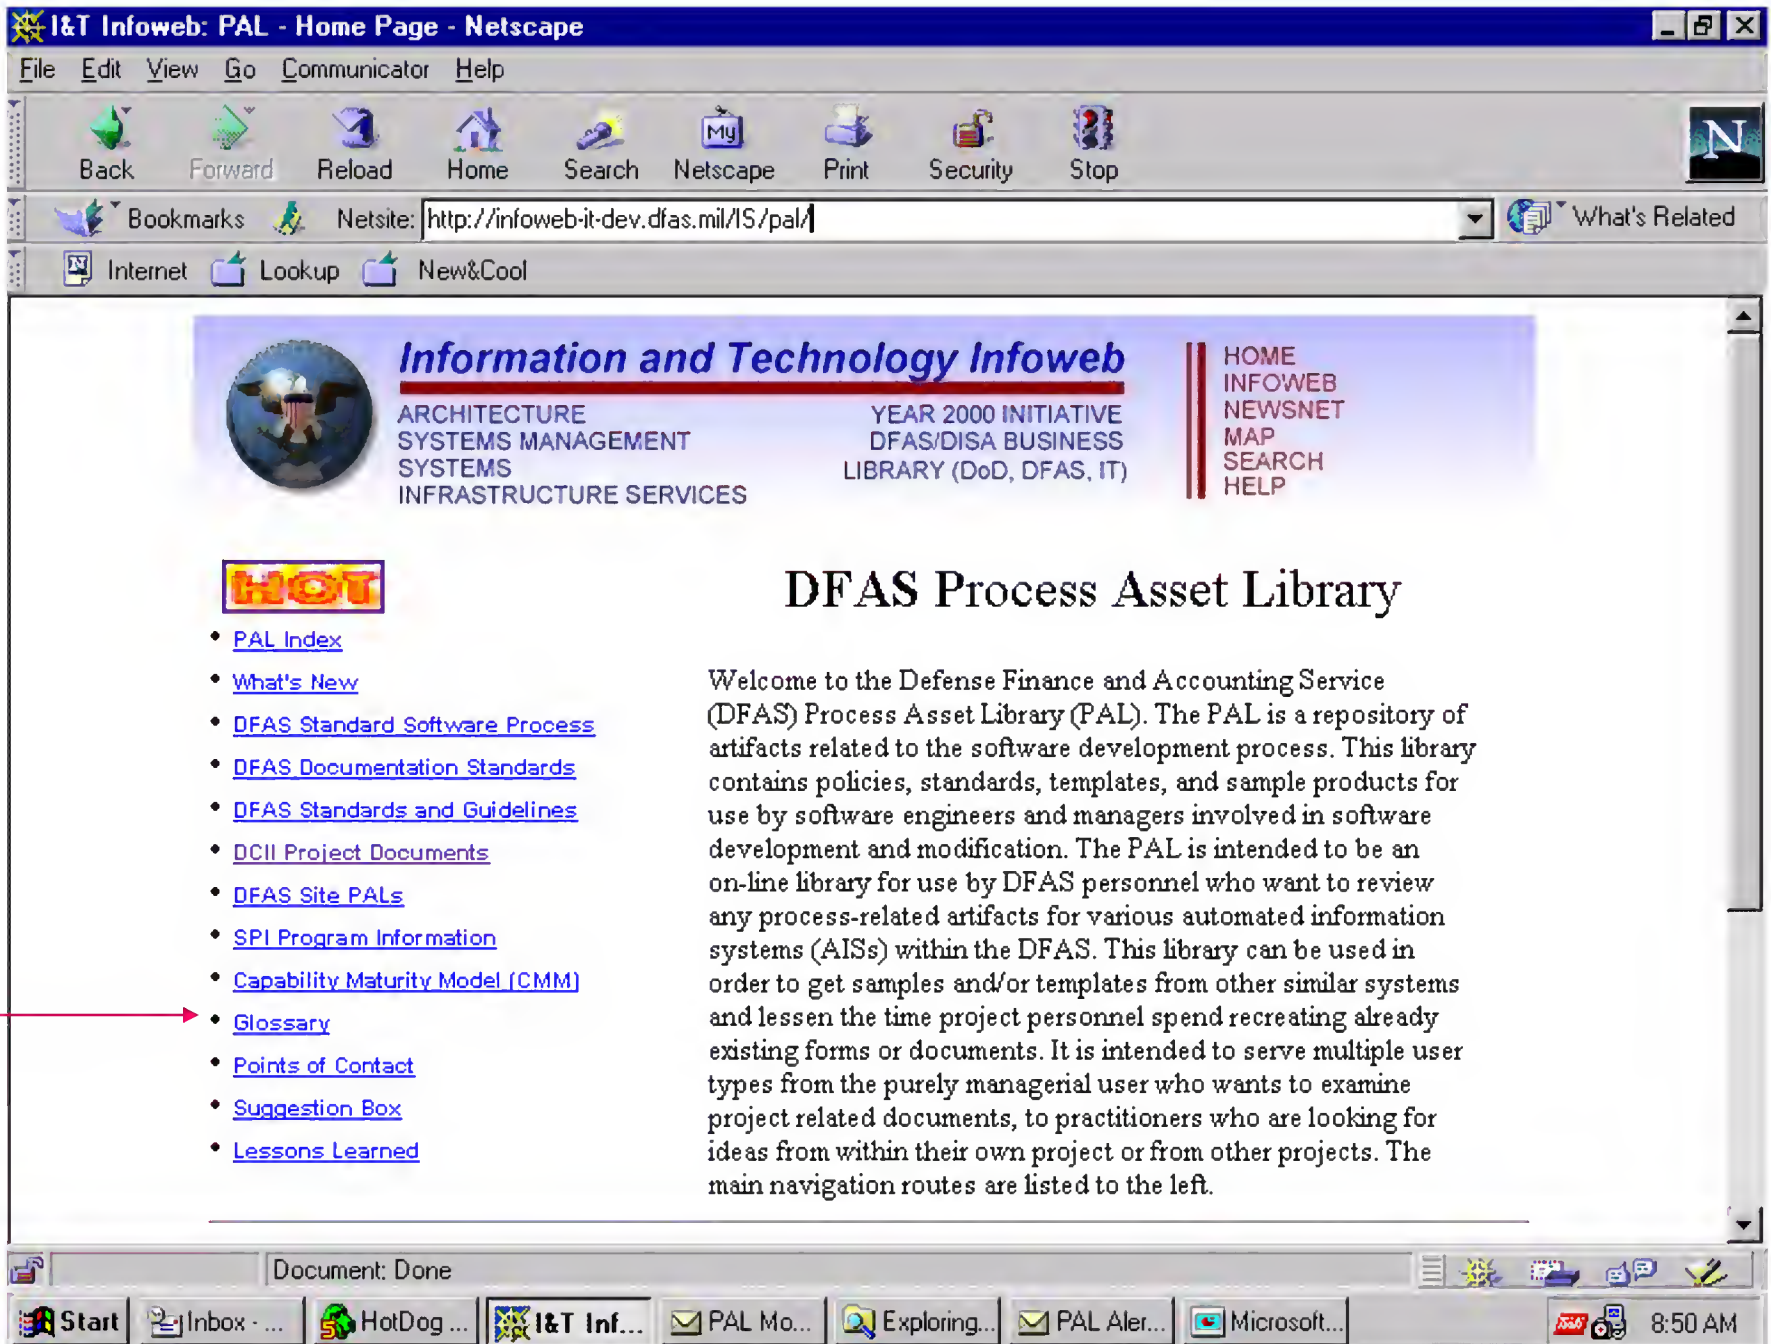 I&T Infoweb: PAL - Home Page - Netscape
File Edit View Go Communicator Help
My
N
Back Forward Reload Home Search Netscape Print Security Stop
Bookmarks Netsite: http://infoweb-it-dev.dfas.mil/IS/pal/ What's Related
Internet Lookup New&Cool
Information and Technology Infoweb
ARCHITECTURE
SYSTEMS MANAGEMENT
SYSTEMS
INFRASTRUCTURE SERVICES
YEAR 2000 INITIATIVE
DFAS/DISA BUSINESS
LIBRARY (DoD, DFAS, IT)
HOME
INFOWEB
NEWSNET
MAP
SEARCH
HELP
HOT
PAL Index
What's New
DFAS Standard Software Process
DFAS Documentation Standards
DFAS Standards and Guidelines
DCII Project Documents
DFAS Site PALs
SPI Program Information
Capability Maturity Model (CMM)
Glossary
Points of Contact
Suggestion Box
Lessons Learned
DFAS Process Asset Library
Welcome to the Defense Finance and Accounting Service
(DFAS) Process Asset Library (PAL). The PAL is a repository of
artifacts related to the software development process. This library
contains policies, standards, templates, and sample products for
use by software engineers and managers involved in software
development and modification. The PAL is intended to be an
on-line library for use by DFAS personnel who want to review
any process-related artifacts for various automated information
systems (AISs) within the DFAS. This library can be used in
order to get samples and/or templates from other similar systems
and lessen the time project personnel spend recreating already
existing forms or documents. It is intended to serve multiple user
types from the purely managerial user who wants to examine
project related documents, to practitioners who are looking for
ideas from within their own project or from other projects. The
main navigation routes are listed to the left.
Document: Done
Start Inbox - ... HotDog ... I&T Inf... PAL Mo... Exploring... PAL Aler... Microsoft... 8:50 AM